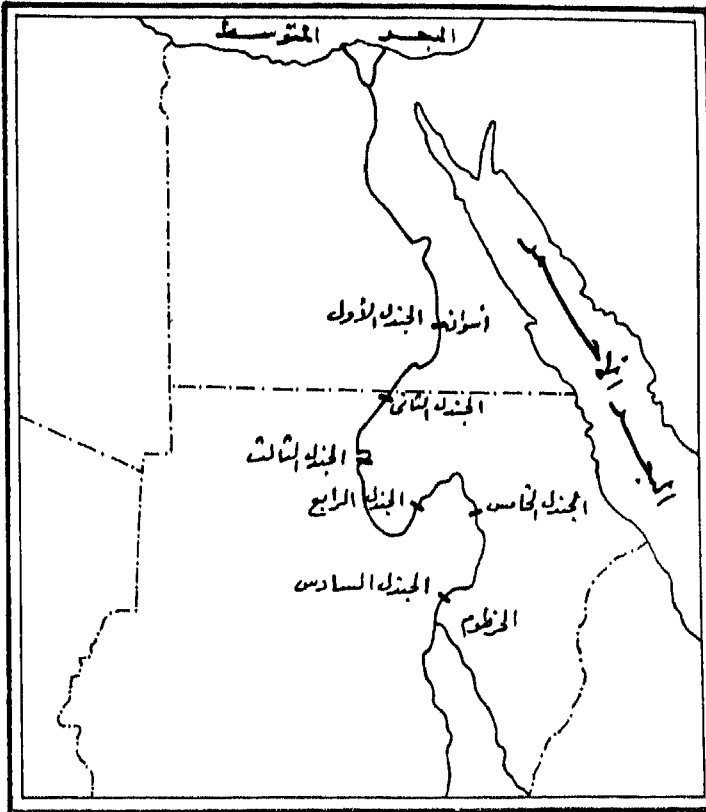 البحر المتوسط
أسوان الجندل الأول
الجندل الثاني
الجندل الثالث
الجندل الرابع
الجندل الخامس
الجندل السادس
الخرطوم
البحر الأحمر